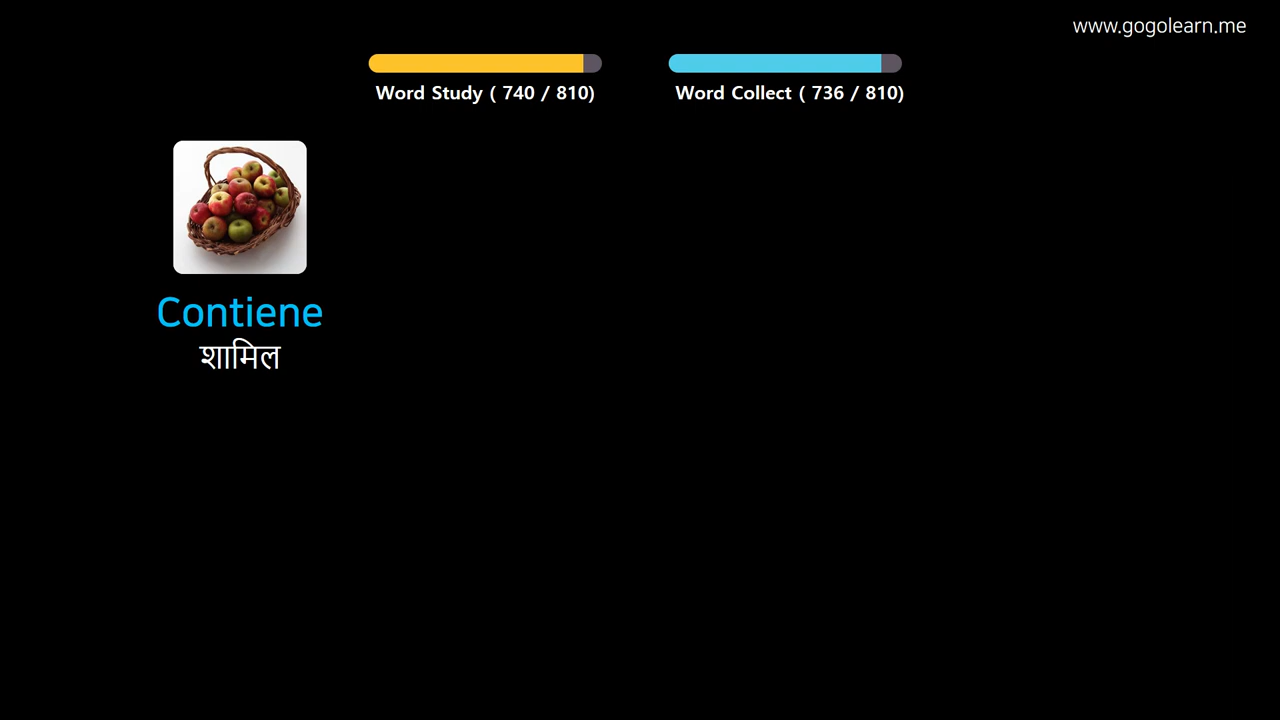 www.gogolearn.me
Word Study ( 740 / 810)
Word Collect ( 736 / 810)
Contiene
शामिल